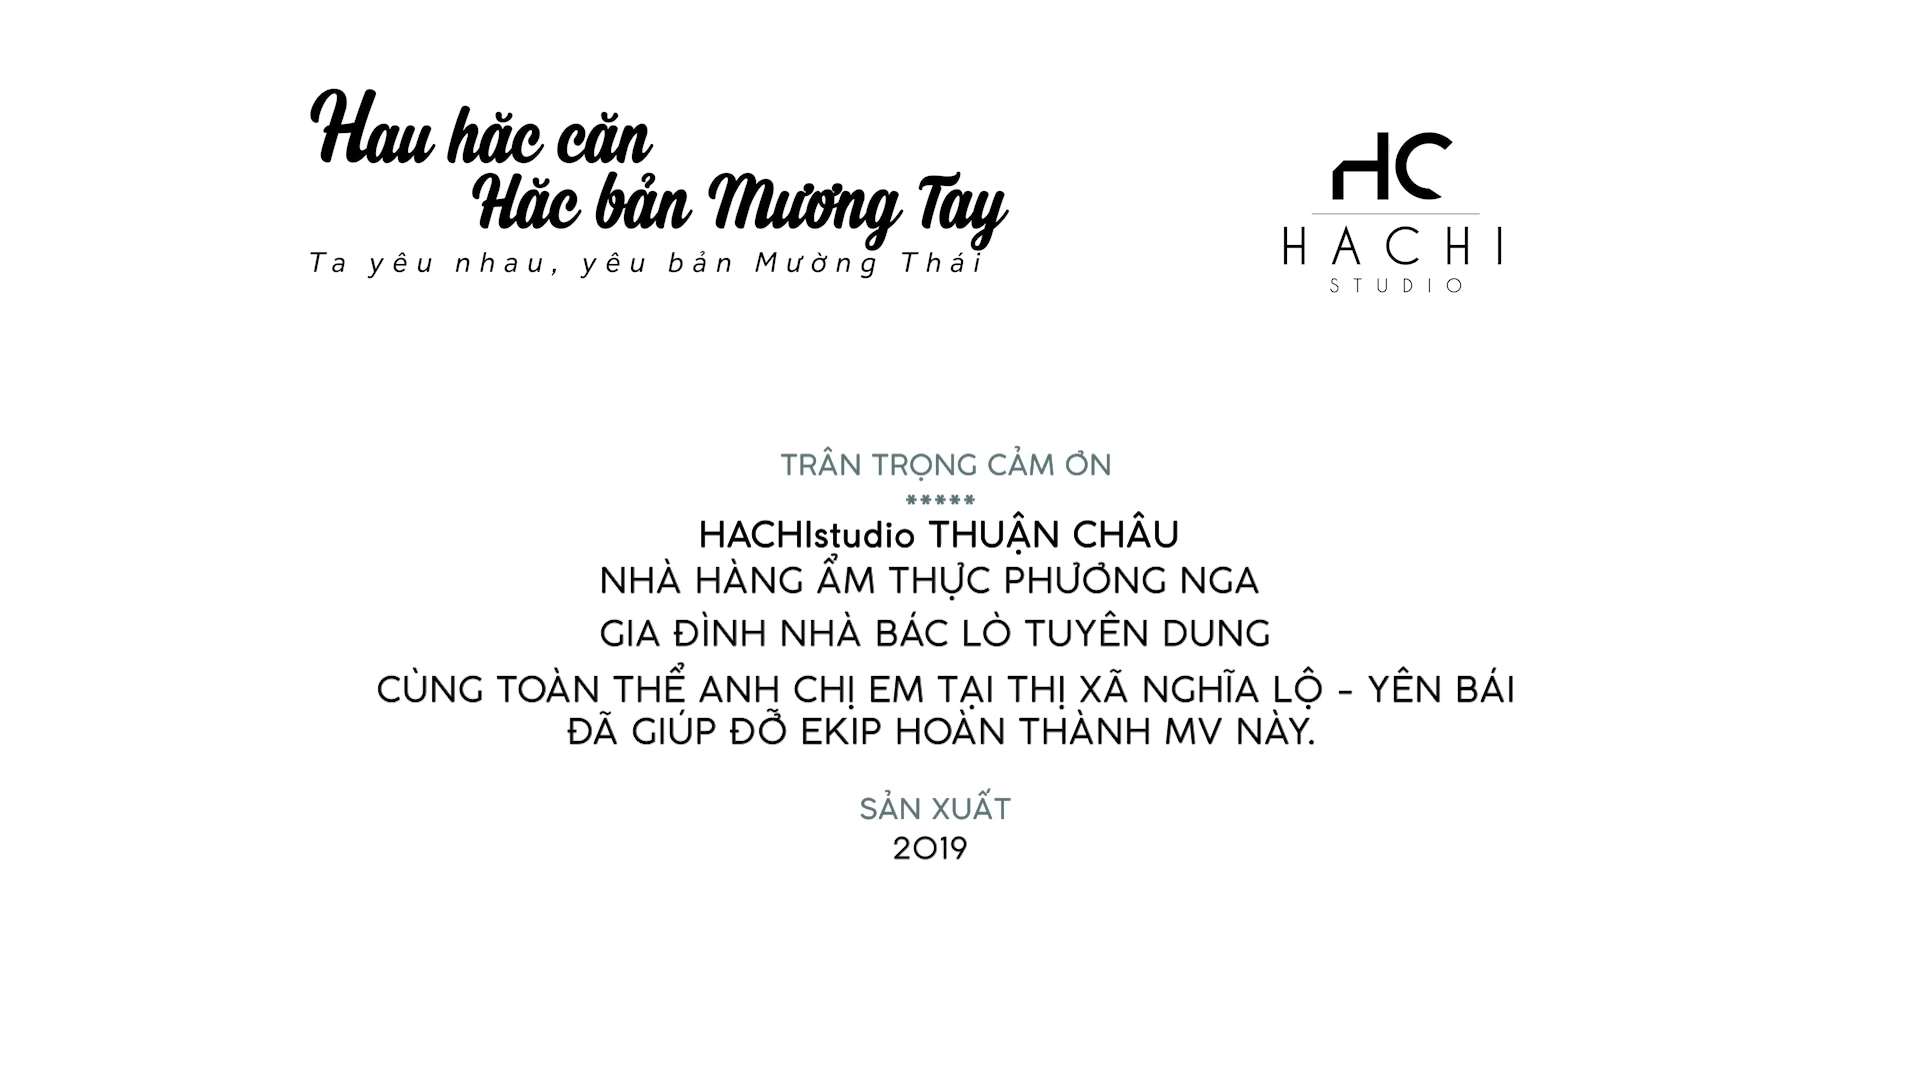 Hau hăc căn
Hăc bản Mương Tay
Ta yêu nhau, yêu bản Mường Thái
HC
HACHI
STUDIO
TRÂN TRỌNG CẢM ƠN
*****
HACHIstudio THUẬN CHÂU
NHÀ HÀNG ẨM THỰC PHƯƠNG NGA
GIA ĐÌNH NHÀ BÁC LÒ TUYÊN DUNG
CÙNG TOÀN THỂ ANH CHỊ EM TẠI THỊ XÃ NGHĨA LỘ - YÊN BÁI
ĐÃ GIÚP ĐỠ EKIP HOÀN THÀNH MV NÀY.
SẢN XUẤT
2019